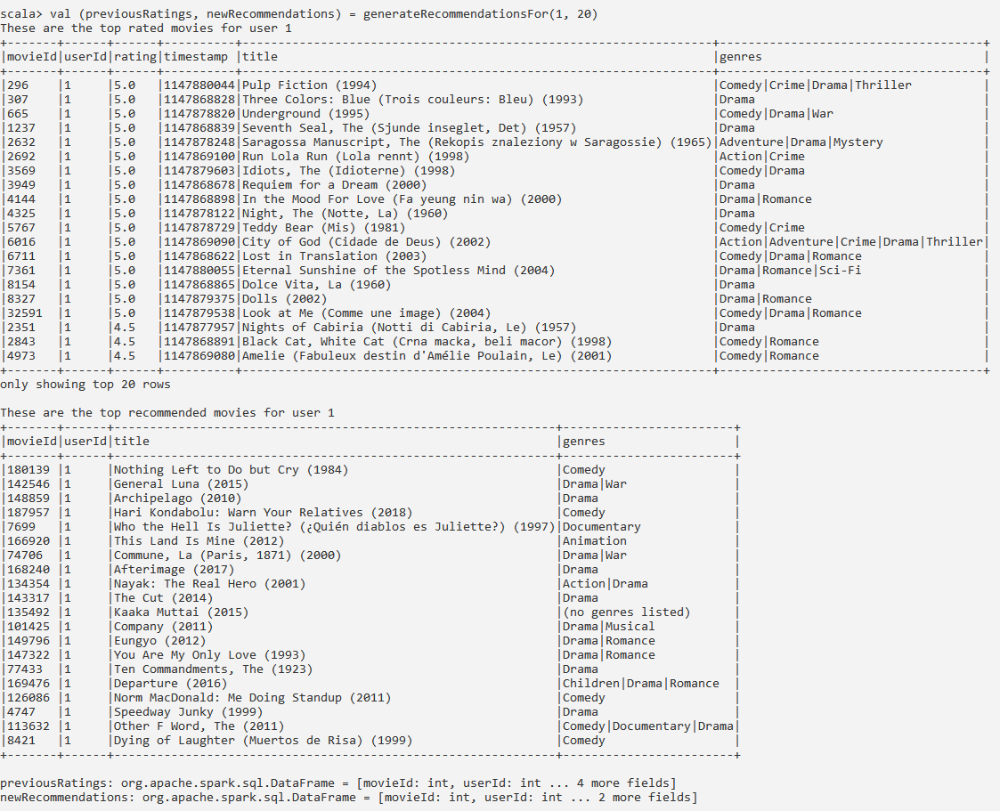 scala> val (previousRatings, newRecommendations) = generateRecommendationsFor(1, 20)
These are the top rated movies for user 1
+-------+------+------+----------+------------------------------------------------------------------+-------------------------------------+
|movieId|userId|rating|timestamp |title                                                             |genres                               |
+-------+------+------+----------+------------------------------------------------------------------+-------------------------------------+
|296    |1     |5.0   |1147880044|Pulp Fiction (1994)                                               |Comedy|Crime|Drama|Thriller          |
|307    |1     |5.0   |1147868828|Three Colors: Blue (Trois couleurs: Bleu) (1993)                  |Drama                                |
|665    |1     |5.0   |1147878820|Underground (1995)                                                |Comedy|Drama|War                     |
|1237   |1     |5.0   |1147868839|Seventh Seal, The (Sjunde inseglet, Det) (1957)                   |Drama                                |
|2632   |1     |5.0   |1147878248|Saragossa Manuscript, The (Rekopis znaleziony w Saragossie) (1965)|Adventure|Drama|Mystery              |
|2692   |1     |5.0   |1147869100|Run Lola Run (Lola rennt) (1998)                                  |Action|Crime                         |
|3569   |1     |5.0   |1147879603|Idiots, The (Idioterne) (1998)                                    |Comedy|Drama                         |
|3949   |1     |5.0   |1147868678|Requiem for a Dream (2000)                                        |Drama                                |
|4144   |1     |5.0   |1147868898|In the Mood For Love (Fa yeung nin wa) (2000)                     |Drama|Romance                        |
|4325   |1     |5.0   |1147878122|Night, The (Notte, La) (1960)                                     |Drama                                |
|5767   |1     |5.0   |1147878729|Teddy Bear (Mis) (1981)                                           |Comedy|Crime                         |
|6016   |1     |5.0   |1147869090|City of God (Cidade de Deus) (2002)                               |Action|Adventure|Crime|Drama|Thriller|
|6711   |1     |5.0   |1147868622|Lost in Translation (2003)                                        |Comedy|Drama|Romance                 |
|7361   |1     |5.0   |1147880055|Eternal Sunshine of the Spotless Mind (2004)                      |Drama|Romance|Sci-Fi                 |
|8154   |1     |5.0   |1147868865|Dolce Vita, La (1960)                                             |Drama                                |
|8327   |1     |5.0   |1147879375|Dolls (2002)                                                      |Drama|Romance                        |
|32591  |1     |5.0   |1147879538|Look at Me (Comme une image) (2004)                               |Comedy|Drama|Romance                 |
|2351   |1     |4.5   |1147877957|Nights of Cabiria (Notti di Cabiria, Le) (1957)                   |Drama                                |
|2843   |1     |4.5   |1147868891|Black Cat, White Cat (Crna macka, beli macor) (1998)              |Comedy|Romance                       |
|4973   |1     |4.5   |1147869080|Amelie (Fabuleux destin d'Amélie Poulain, Le) (2001)              |Comedy|Romance                       |
+-------+------+------+----------+------------------------------------------------------------------+-------------------------------------+
only showing top 20 rows

These are the top recommended movies for user 1
+-------+------+--------------------------------------------------------------+------------------------+
|movieId|userId|title                                                         |genres                  |
+-------+------+--------------------------------------------------------------+------------------------+
|180139 |1     |Nothing Left to Do but Cry (1984)                             |Comedy                  |
|142546 |1     |General Luna (2015)                                           |Drama|War               |
|148859 |1     |Archipelago (2010)                                            |Drama                   |
|187957 |1     |Hari Kondabolu: Warn Your Relatives (2018)                    |Comedy                  |
|7699   |1     |Who the Hell Is Juliette? (¿Quién diablos es Juliette?) (1997)|Documentary             |
|166920 |1     |This Land Is Mine (2012)                                      |Animation               |
|74706  |1     |Commune, La (Paris, 1871) (2000)                              |Drama|War               |
|168240 |1     |Afterimage (2017)                                             |Drama                   |
|134354 |1     |Nayak: The Real Hero (2001)                                   |Action|Drama            |
|143317 |1     |The Cut (2014)                                                |Drama                   |
|135492 |1     |Kaaka Muttai (2015)                                           |(no genres listed)      |
|101425 |1     |Company (2011)                                                |Drama|Musical           |
|149796 |1     |Eungyo (2012)                                                 |Drama|Romance           |
|147322 |1     |You Are My Only Love (1993)                                   |Drama|Romance           |
|77433  |1     |Ten Commandments, The (1923)                                  |Drama                   |
|169476 |1     |Departure (2016)                                              |Children|Drama|Romance  |
|126086 |1     |Norm MacDonald: Me Doing Standup (2011)                       |Comedy                  |
|4747   |1     |Speedway Junky (1999)                                         |Drama                   |
|113632 |1     |Other F Word, The (2011)                                      |Comedy|Documentary|Drama|
|8421   |1     |Dying of Laughter (Muertos de Risa) (1999)                    |Comedy                  |
+-------+------+--------------------------------------------------------------+------------------------+

previousRatings: org.apache.spark.sql.DataFrame = [movieId: int, userId: int ... 4 more fields]
newRecommendations: org.apache.spark.sql.DataFrame = [movieId: int, userId: int ... 2 more fields]